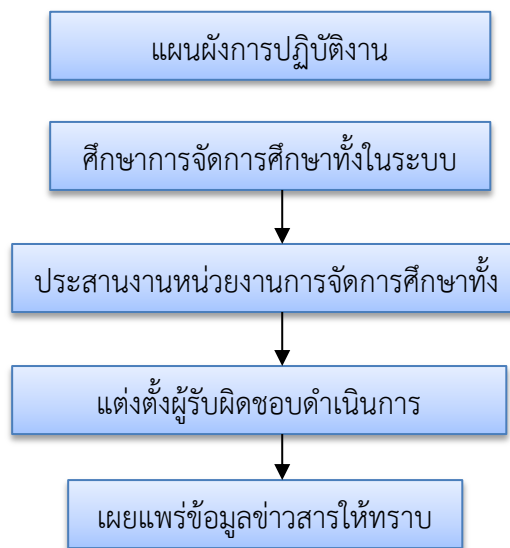 แผนผังการปฏิบัติงาน
ศึกษาการจัดการศึกษาทั้งในระบบ
ประสานงานหน่วยงานการจัดการศึกษาทั้ง
แต่งตั้งผู้รับผิดชอบดำเนินการ
เผยแพร่ข้อมูลข่าวสารให้ทราบ